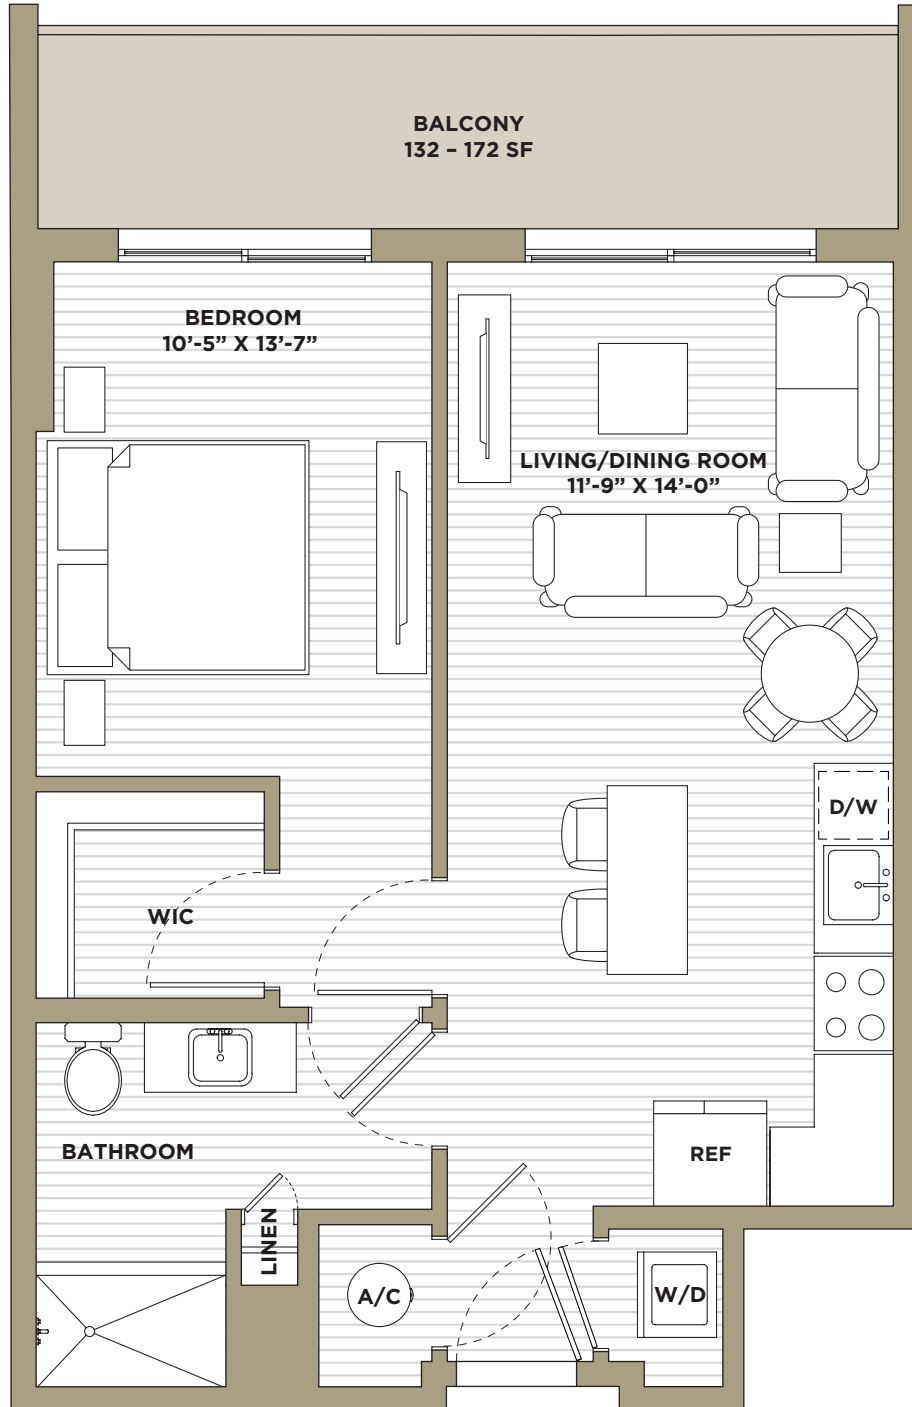 BALCONY
132 – 172 SF
BEDROOM
10’-5” X 13’-7”
LIVING/DINING ROOM
11’-9” X 14’-0”
D/W
WIC
BATHROOM
REF
LINEN
A/C
W/D